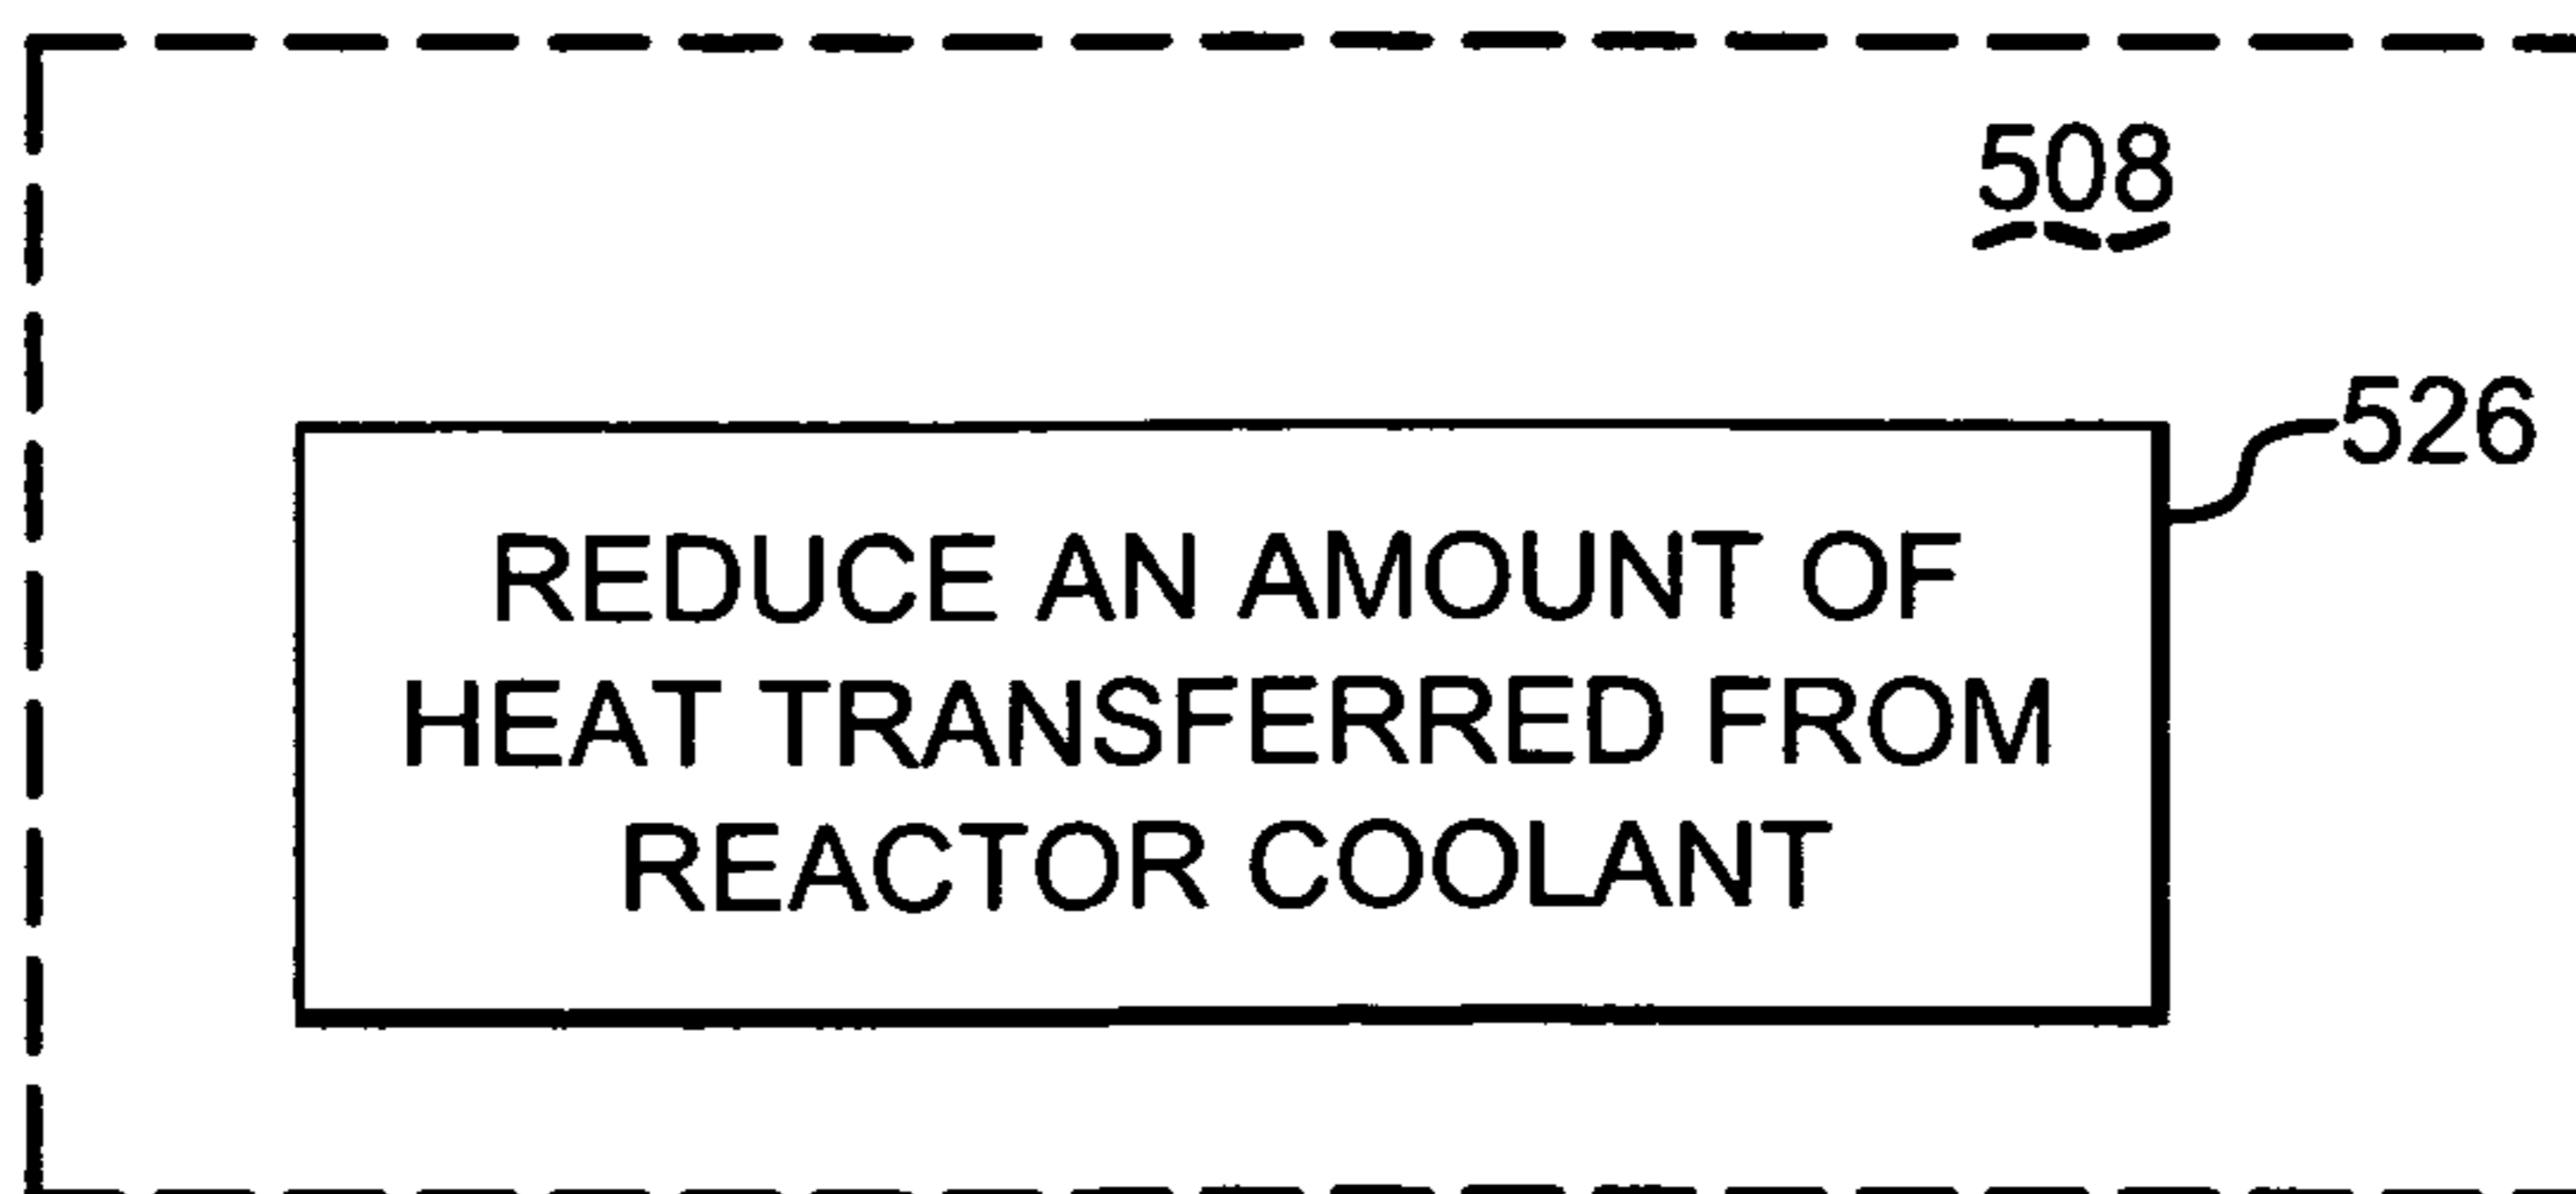 508
526
REDUCE AN AMOUNT OF
HEAT TRANSFERRED FROM
REACTOR COOLANT